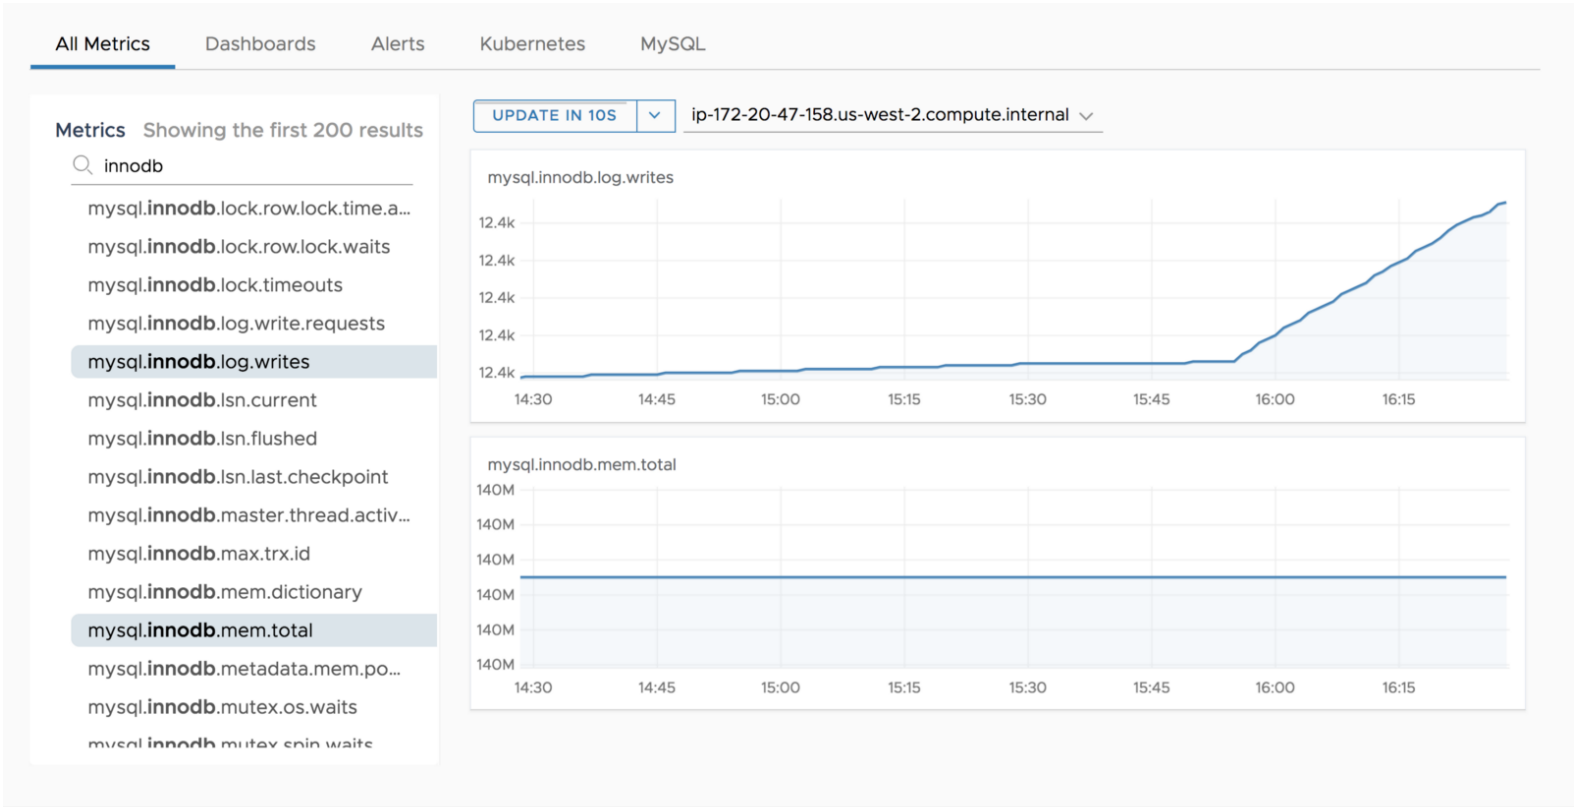 All Metrics Dashboards Alerts Kubernetes MySQL
Metrics Showing the first 200 results
innodb
mysql.innodb.lock.row.lock.time.a...
mysql.innodb.lock.row.lock.waits
mysql.innodb.lock.timeouts
mysql.innodb.log.write.requests
mysql.innodb.log.writes
mysql.innodb.lsn.current
mysql.innodb.lsn.flushed
mysql.innodb.lsn.last.checkpoint
mysql.innodb.master.thread.activ...
mysql.innodb.max.trx.id
mysql.innodb.mem.dictionary
mysql.innodb.mem.total
mysql.innodb.metadata.mem.po...
mysql.innodb.mutex.os.waits
mysql.innodb.mutex.spin.waits
UPDATE IN 10S ip-172-20-47-158.us-west-2.compute.internal
mysql.innodb.log.writes
12.4k
12.4k
12.4k
12.4k
12.4k
14:30 14:45 15:00 15:15 15:30 15:45 16:00 16:15
mysql.innodb.mem.total
140M
140M
140M
140M
140M
140M
14:30 14:45 15:00 15:15 15:30 15:45 16:00 16:15